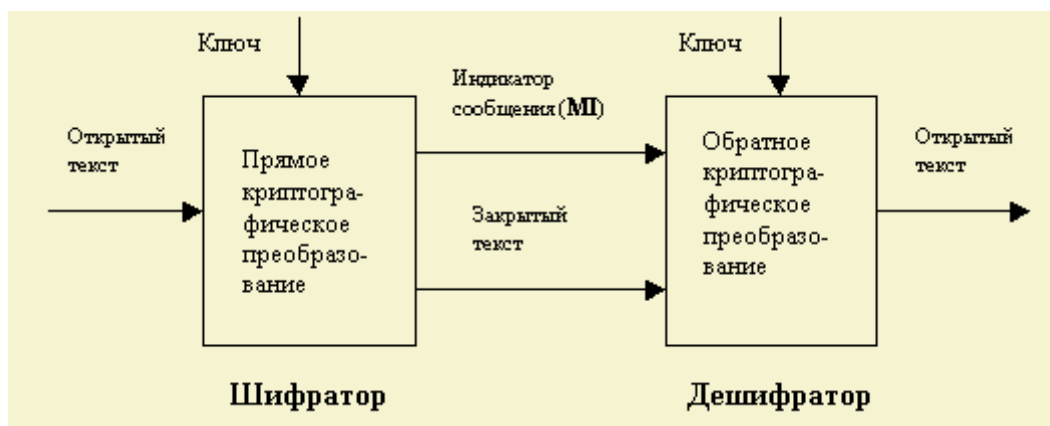 Ключ
Ключ
Индикатор
сообщения(MI)
Открытый
текст
Прямое
криптогра-
фическое
преобразо-
вание
Закрытый
текст
Обратное
криптогра-
фическое
преобразо-
вание
Открытый
текст
Шифратор
Дешифратор